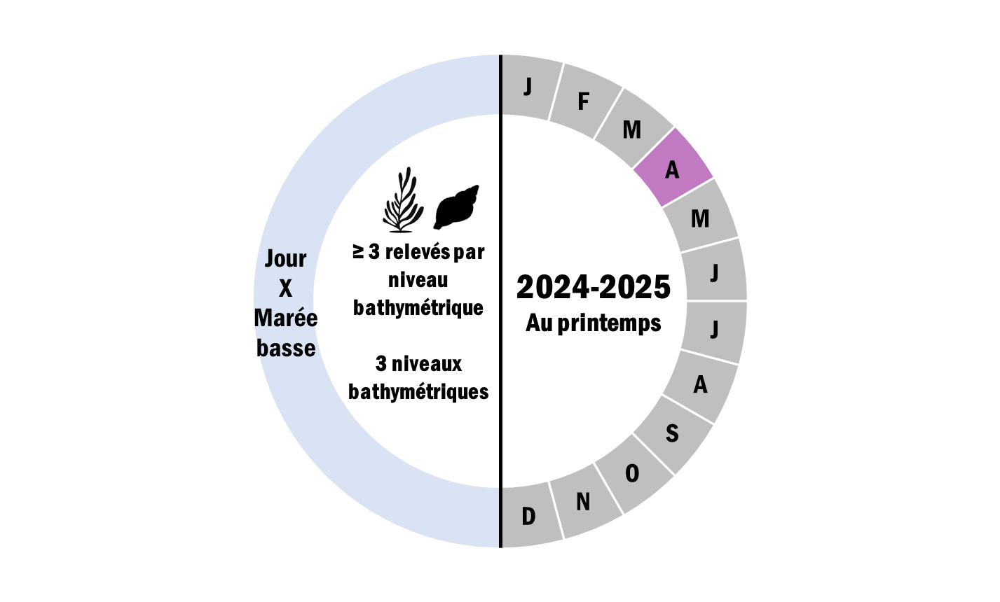 Jour
X
Marée
basse
≥ 3 relevés par
niveau
bathymétrique
3 niveaux
bathymétriques
2024-2025
Au printemps
J
F
M
A
M
J
J
A
S
O
N
D